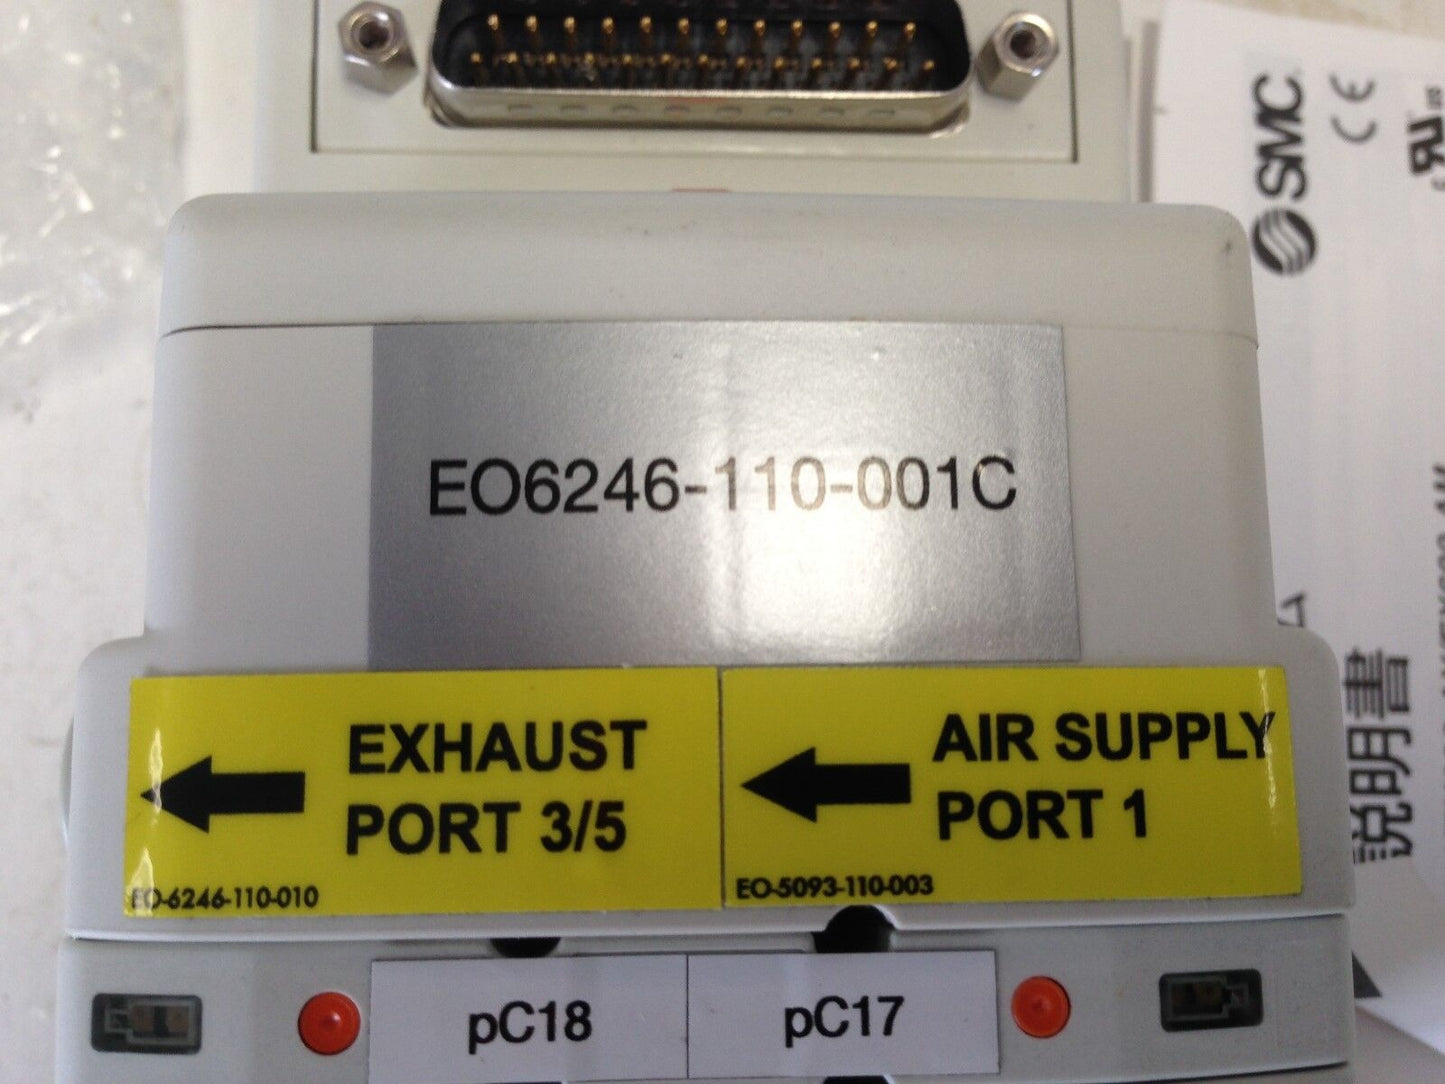 SMC
CE
EO6246-110-001C
EXHAUST
PORT 3/5
EO-6246-110-010
AIR SUPPLY
PORT 1
EO-5093-110-003
説明書
pC18
pC17